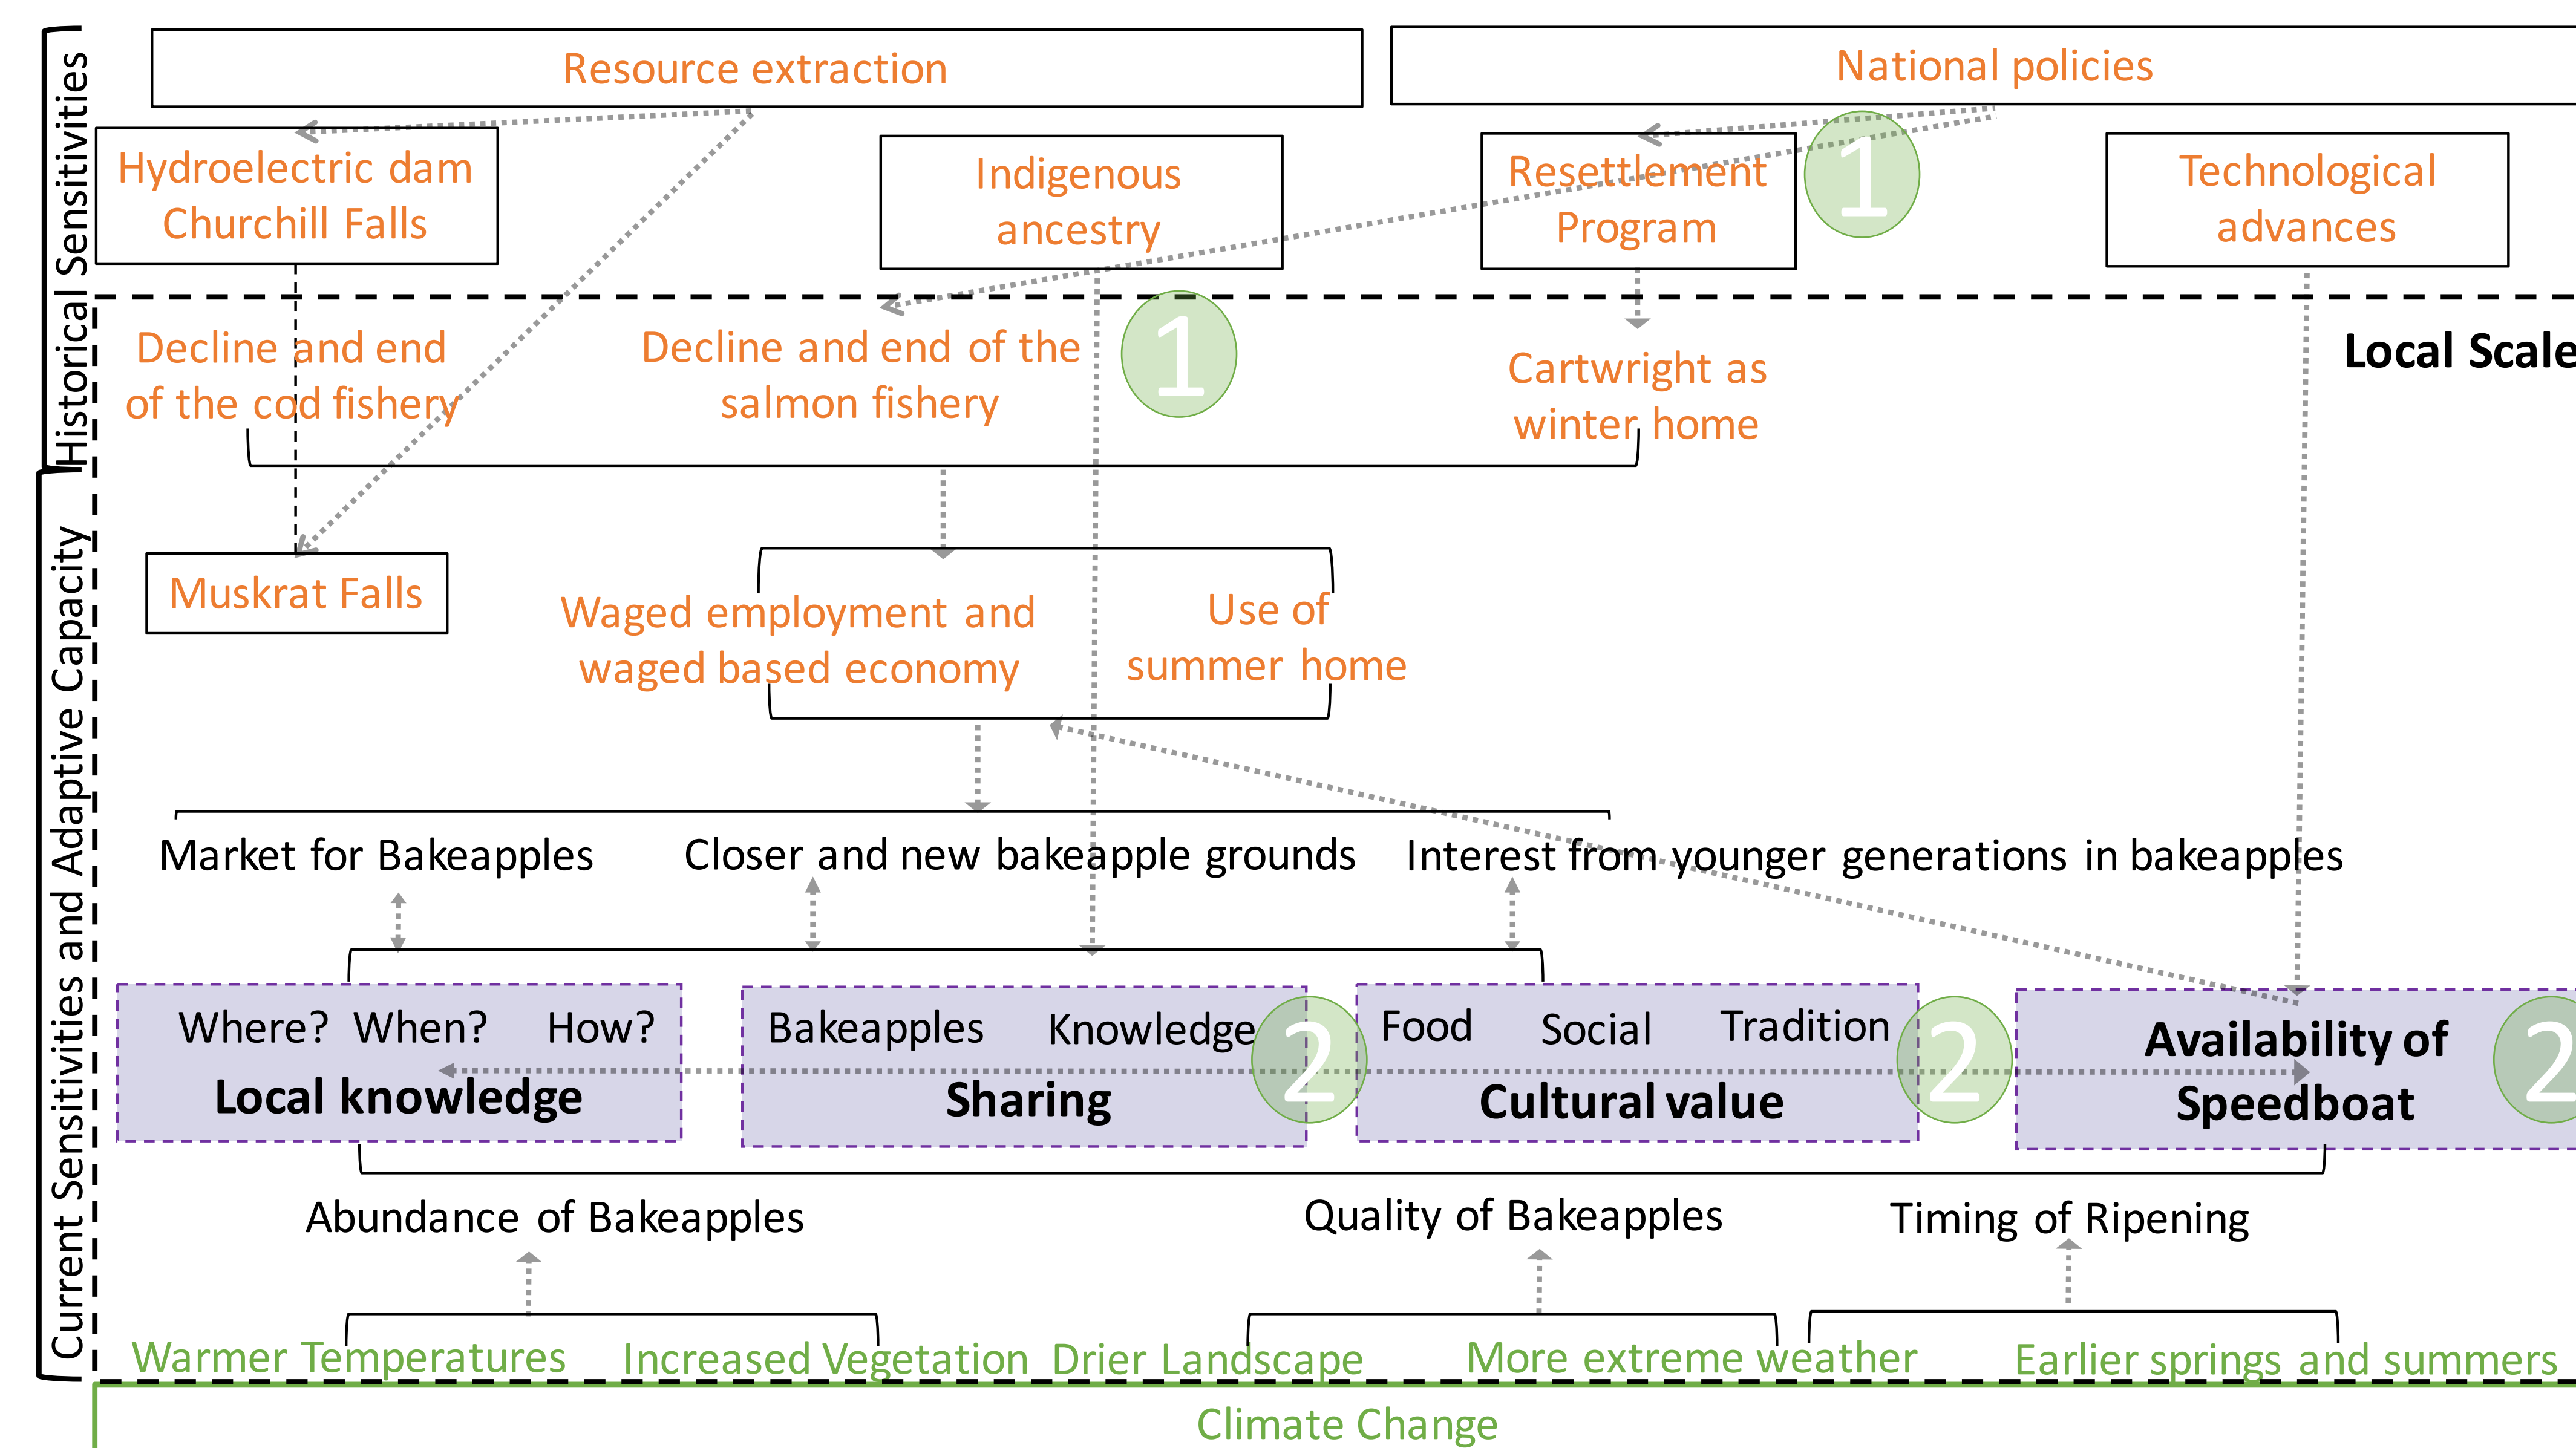 Historical Sensitivities
Resource extraction
National policies
Hydroelectric dam
Churchill Falls
Indigenous
ancestry
Resettlement
Program
1
Technological
advances
Decline and end
of the cod fishery
Decline and end of the
salmon fishery
1
Cartwright as
winter home
Local Scale
Current Sensitivities and Adaptive Capacity
Muskrat Falls
Waged employment and
waged based economy
Use of
summer home
Market for Bakeapples
Closer and new bakeapple grounds
Interest from younger generations in bakeapples
Where? When? How?
Local knowledge
Bakeapples Knowledge
Sharing
2
Food Social Tradition
Cultural value
2
Availability of
Speedboat
2
Abundance of Bakeapples
Quality of Bakeapples
Timing of Ripening
Warmer Temperatures
Increased Vegetation
Drier Landscape
More extreme weather
Earlier springs and summers
Climate Change